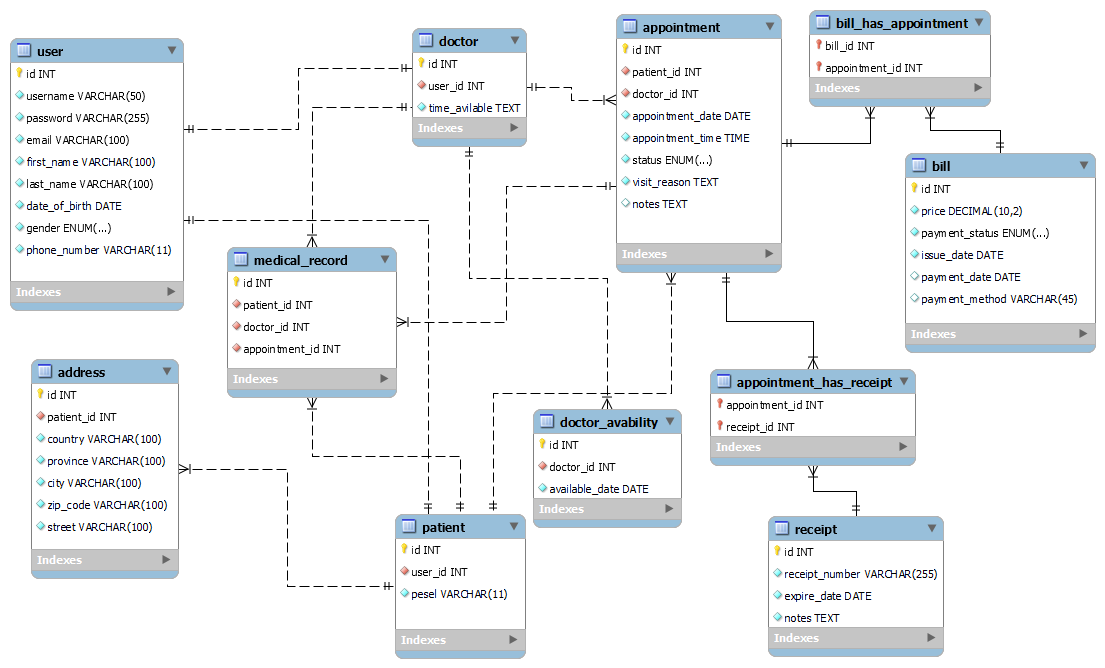 user
id INT
username VARCHAR(50)
password VARCHAR(255)
email VARCHAR(100)
first_name VARCHAR(100)
last_name VARCHAR(100)
date_of_birth DATE
gender ENUM(...)
phone_number VARCHAR(11)
Indexes
doctor
id INT
user_id INT
time_avilable TEXT
Indexes
appointment
id INT
patient_id INT
doctor_id INT
appointment_date DATE
appointment_time TIME
status ENUM(...)
visit_reason TEXT
notes TEXT
Indexes
bill_has_appointment
bill_id INT
appointment_id INT
Indexes
bill
id INT
price DECIMAL(10,2)
payment_status ENUM(...)
issue_date DATE
payment_date DATE
payment_method VARCHAR(45)
Indexes
medical_record
id INT
patient_id INT
doctor_id INT
appointment_id INT
Indexes
address
id INT
patient_id INT
country VARCHAR(100)
province VARCHAR(100)
city VARCHAR(100)
zip_code VARCHAR(100)
street VARCHAR(100)
Indexes
doctor_avability
id INT
doctor_id INT
available_date DATE
Indexes
appointment_has_receipt
appointment_id INT
receipt_id INT
Indexes
patient
id INT
user_id INT
pesel VARCHAR(11)
Indexes
receipt
id INT
receipt_number VARCHAR(255)
expire_date DATE
notes TEXT
Indexes